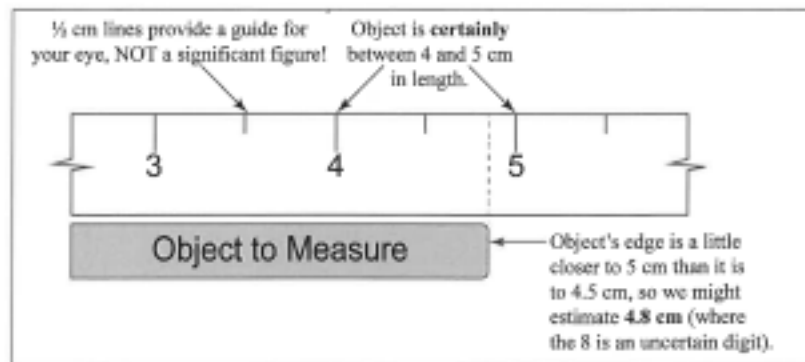 ½ cm lines provide a guide for
your eye, NOT a significant figure!
Object is certainly
between 4 and 5 cm
in length.
3 4 5
Object to Measure
Object's edge is a little
closer to 5 cm than it is
to 4.5 cm, so we might
estimate 4.8 cm (where
the 8 is an uncertain digit).